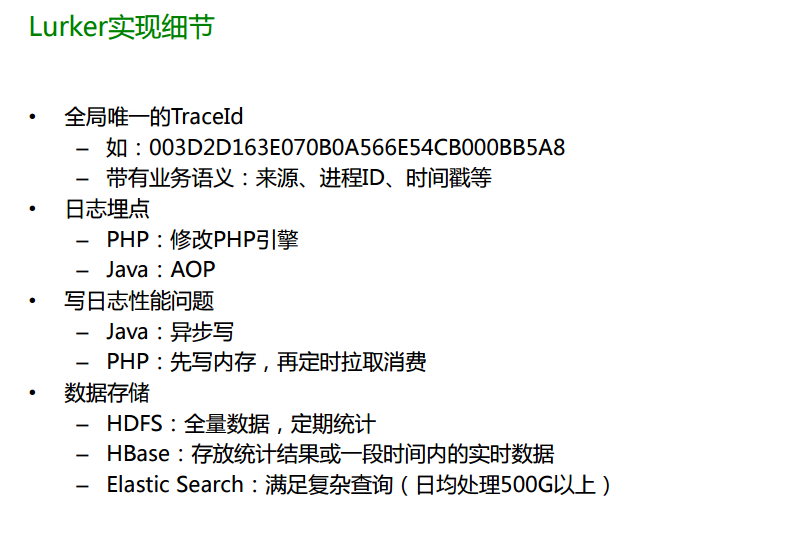 Lurker实现细节
• 全局唯一的TraceId
– 如：003D2D163E070B0A566E54CB000BB5A8
– 带有业务语义：来源、进程ID、时间戳等
• 日志埋点
– PHP：修改PHP引擎
– Java：AOP
• 写日志性能问题
– Java：异步写
– PHP：先写内存，再定时拉取消费
• 数据存储
– HDFS：全量数据，定期统计
– HBase：存放统计结果或一段时间内的实时数据
– Elastic Search：满足复杂查询（日均处理500G以上）